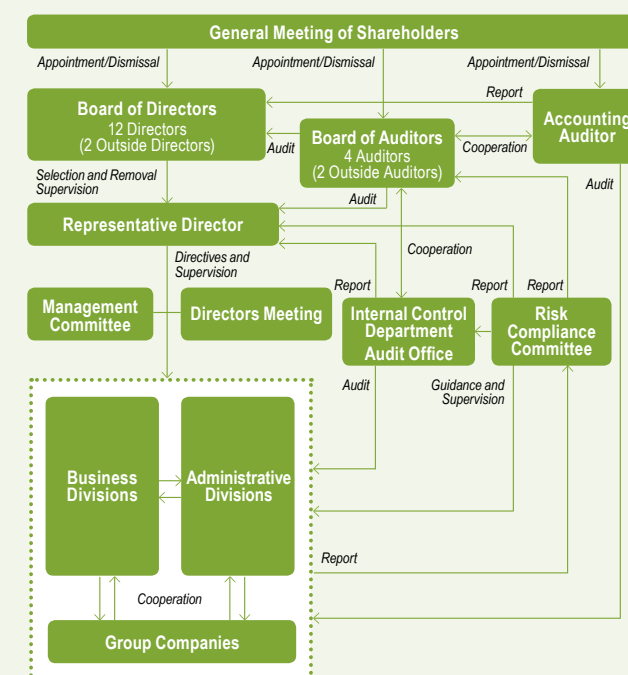 General Meeting of Shareholders
Appointment/Dismissal
Appointment/Dismissal
Appointment/Dismissal
Report
Board of Directors
12 Directors
(2 Outside Directors)
Audit
Board of Auditors
4 Auditors
(2 Outside Auditors)
Cooperation
Accounting
Auditor
Selection and Removal
Supervision
Audit
Audit
Representative Director
Directives and
Supervision
Cooperation
Report
Report
Report
Management
Committee
Directors Meeting
Internal Control
Department
Audit Office
Risk
Compliance
Committee
Audit
Guidance and
Supervision
Business
Divisions
Administrative
Divisions
Report
Cooperation
Group Companies